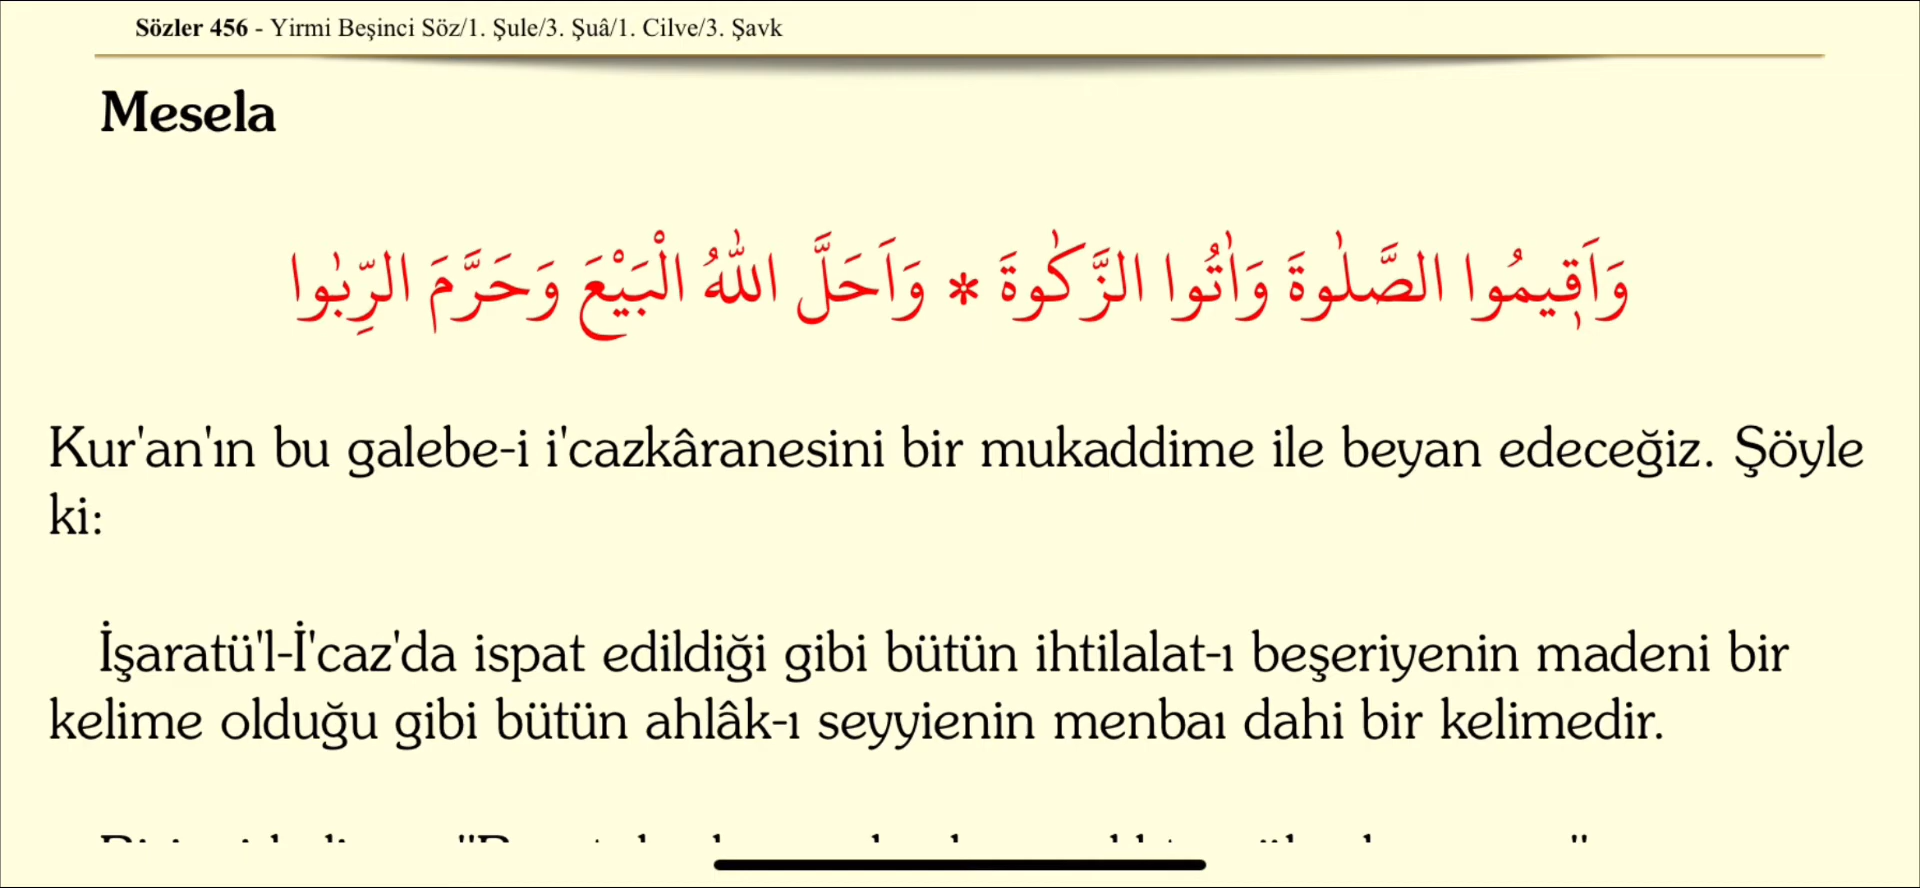 Sözler 456 - Yirmi Beşinci Söz/1. Şule/3. Şuâ/1. Cilve/3. Şavk
Mesela
وَاَقٖيمُوا الصَّلٰوةَ وَاٰتُوا الزَّكٰوةَ * وَاَحَلَّ اللّٰهُ الْبَيْعَ وَحَرَّمَ الرِّبٰوا
Kur'an'ın bu galebe-i i'cazkâranesini bir mukaddime ile beyan edeceğiz. Şöyle
ki:
İşaratü'l-İ'caz'da ispat edildiği gibi bütün ihtilalat-ı beşeriyenin madeni bir
kelime olduğu gibi bütün ahlâk-ı seyyienin menbaı dahi bir kelimedir.